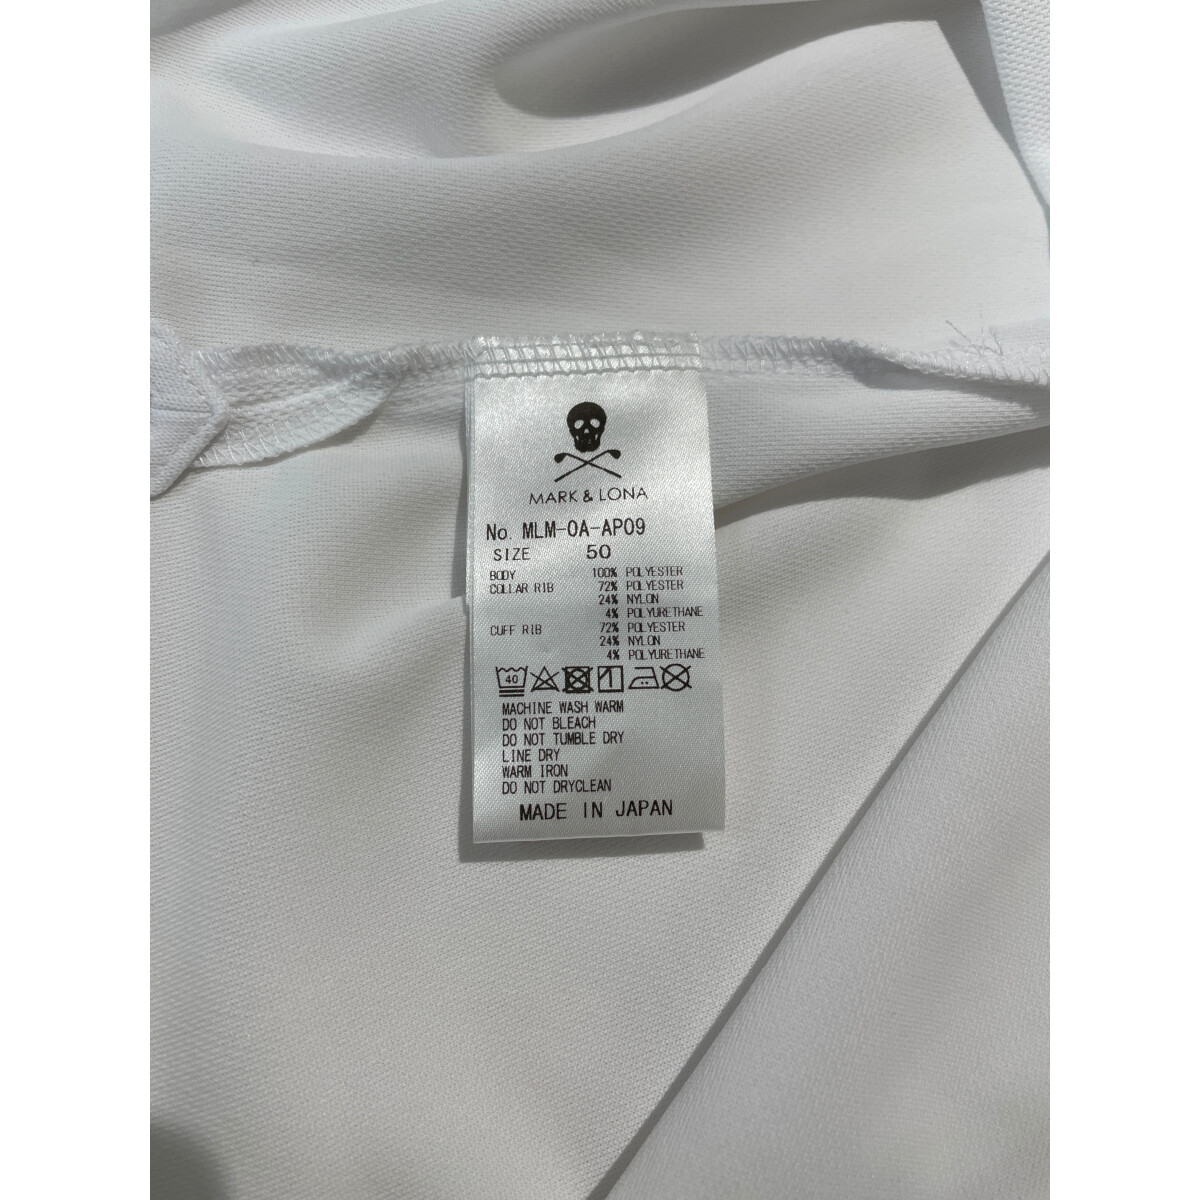 MARK & LONA
No. MLM-0A-AP09
SIZE 50
BODY 100% POLYESTER
COLLAR RIB 72% POLYESTER
24% NYLON
4% POLYURETHANE
CUFF RIB 72% POLYESTER
24% NYLON
4% POLYURETHANE
40
MACHINE WASH WARM
DO NOT BLEACH
DO NOT TUMBLE DRY
LINE DRY
WARM IRON
DO NOT DRYCLEAN
MADE IN JAPAN